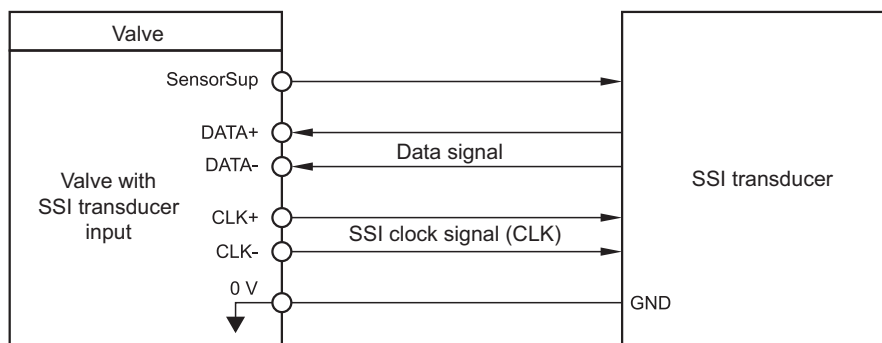 Valve
SensorSup
DATA+
Data signal
DATA-
Valve with
SSI transducer
input
SSI transducer
CLK+
SSI clock signal (CLK)
CLK-
0 V
GND